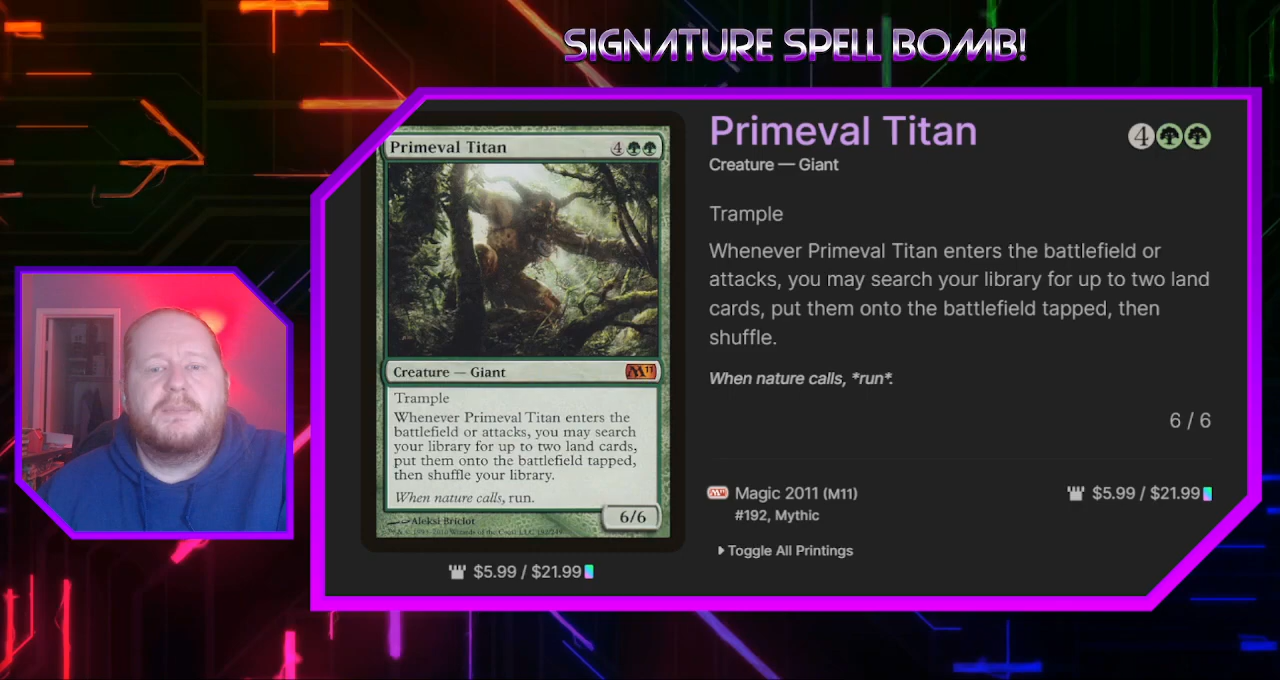 SIGNATURE SPELL BOMB!
Primeval Titan 4
Creature — Giant
M11
Trample
Whenever Primeval Titan enters the
battlefield or attacks, you may search
your library for up to two land cards,
put them onto the battlefield tapped,
then shuffle your library.
When nature calls, run.
6/6
Aleksi Briclot
$5.99 / $21.99
Primeval Titan
4
Creature — Giant
Trample
Whenever Primeval Titan enters the battlefield or
attacks, you may search your library for up to two land
cards, put them onto the battlefield tapped, then
shuffle.
When nature calls, *run*.
6 / 6
M11 Magic 2011 (M11)
$5.99 / $21.99
#192, Mythic
Toggle All Printings